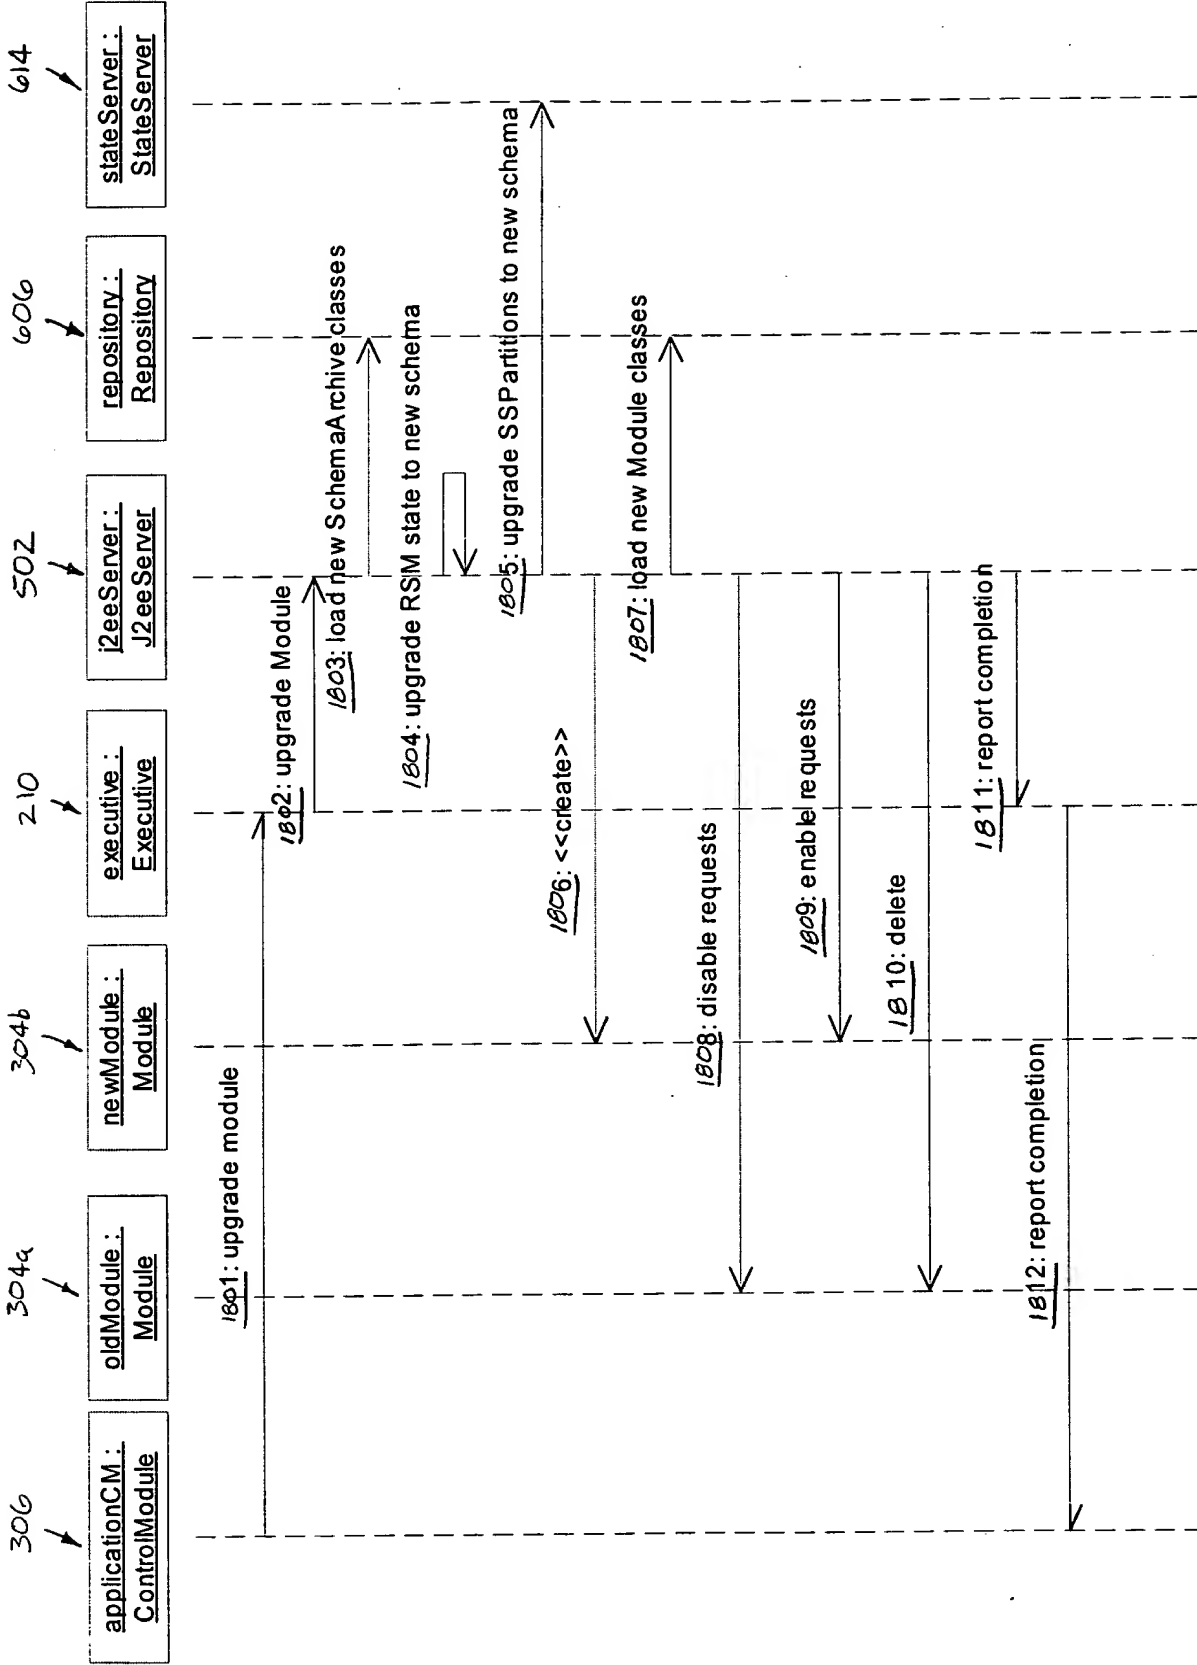 306
304a
304b
210
502
606
614
applicationCM :
ControlModule
oldModule :
Module
newModule :
Module
executive :
Executive
j2eeServer :
J2eeServer
repository :
Repository
stateServer :
StateServer
1801: upgrade module
1802: upgrade Module
1803: load new SchemaArchive classes
1804: upgrade RSM state to new schema
1805: upgrade SSPartitions to new schema
1806: <<create>>
1807: load new Module classes
1808: disable requests
1809: enable requests
1810: delete
1811: report completion
1812: report completion